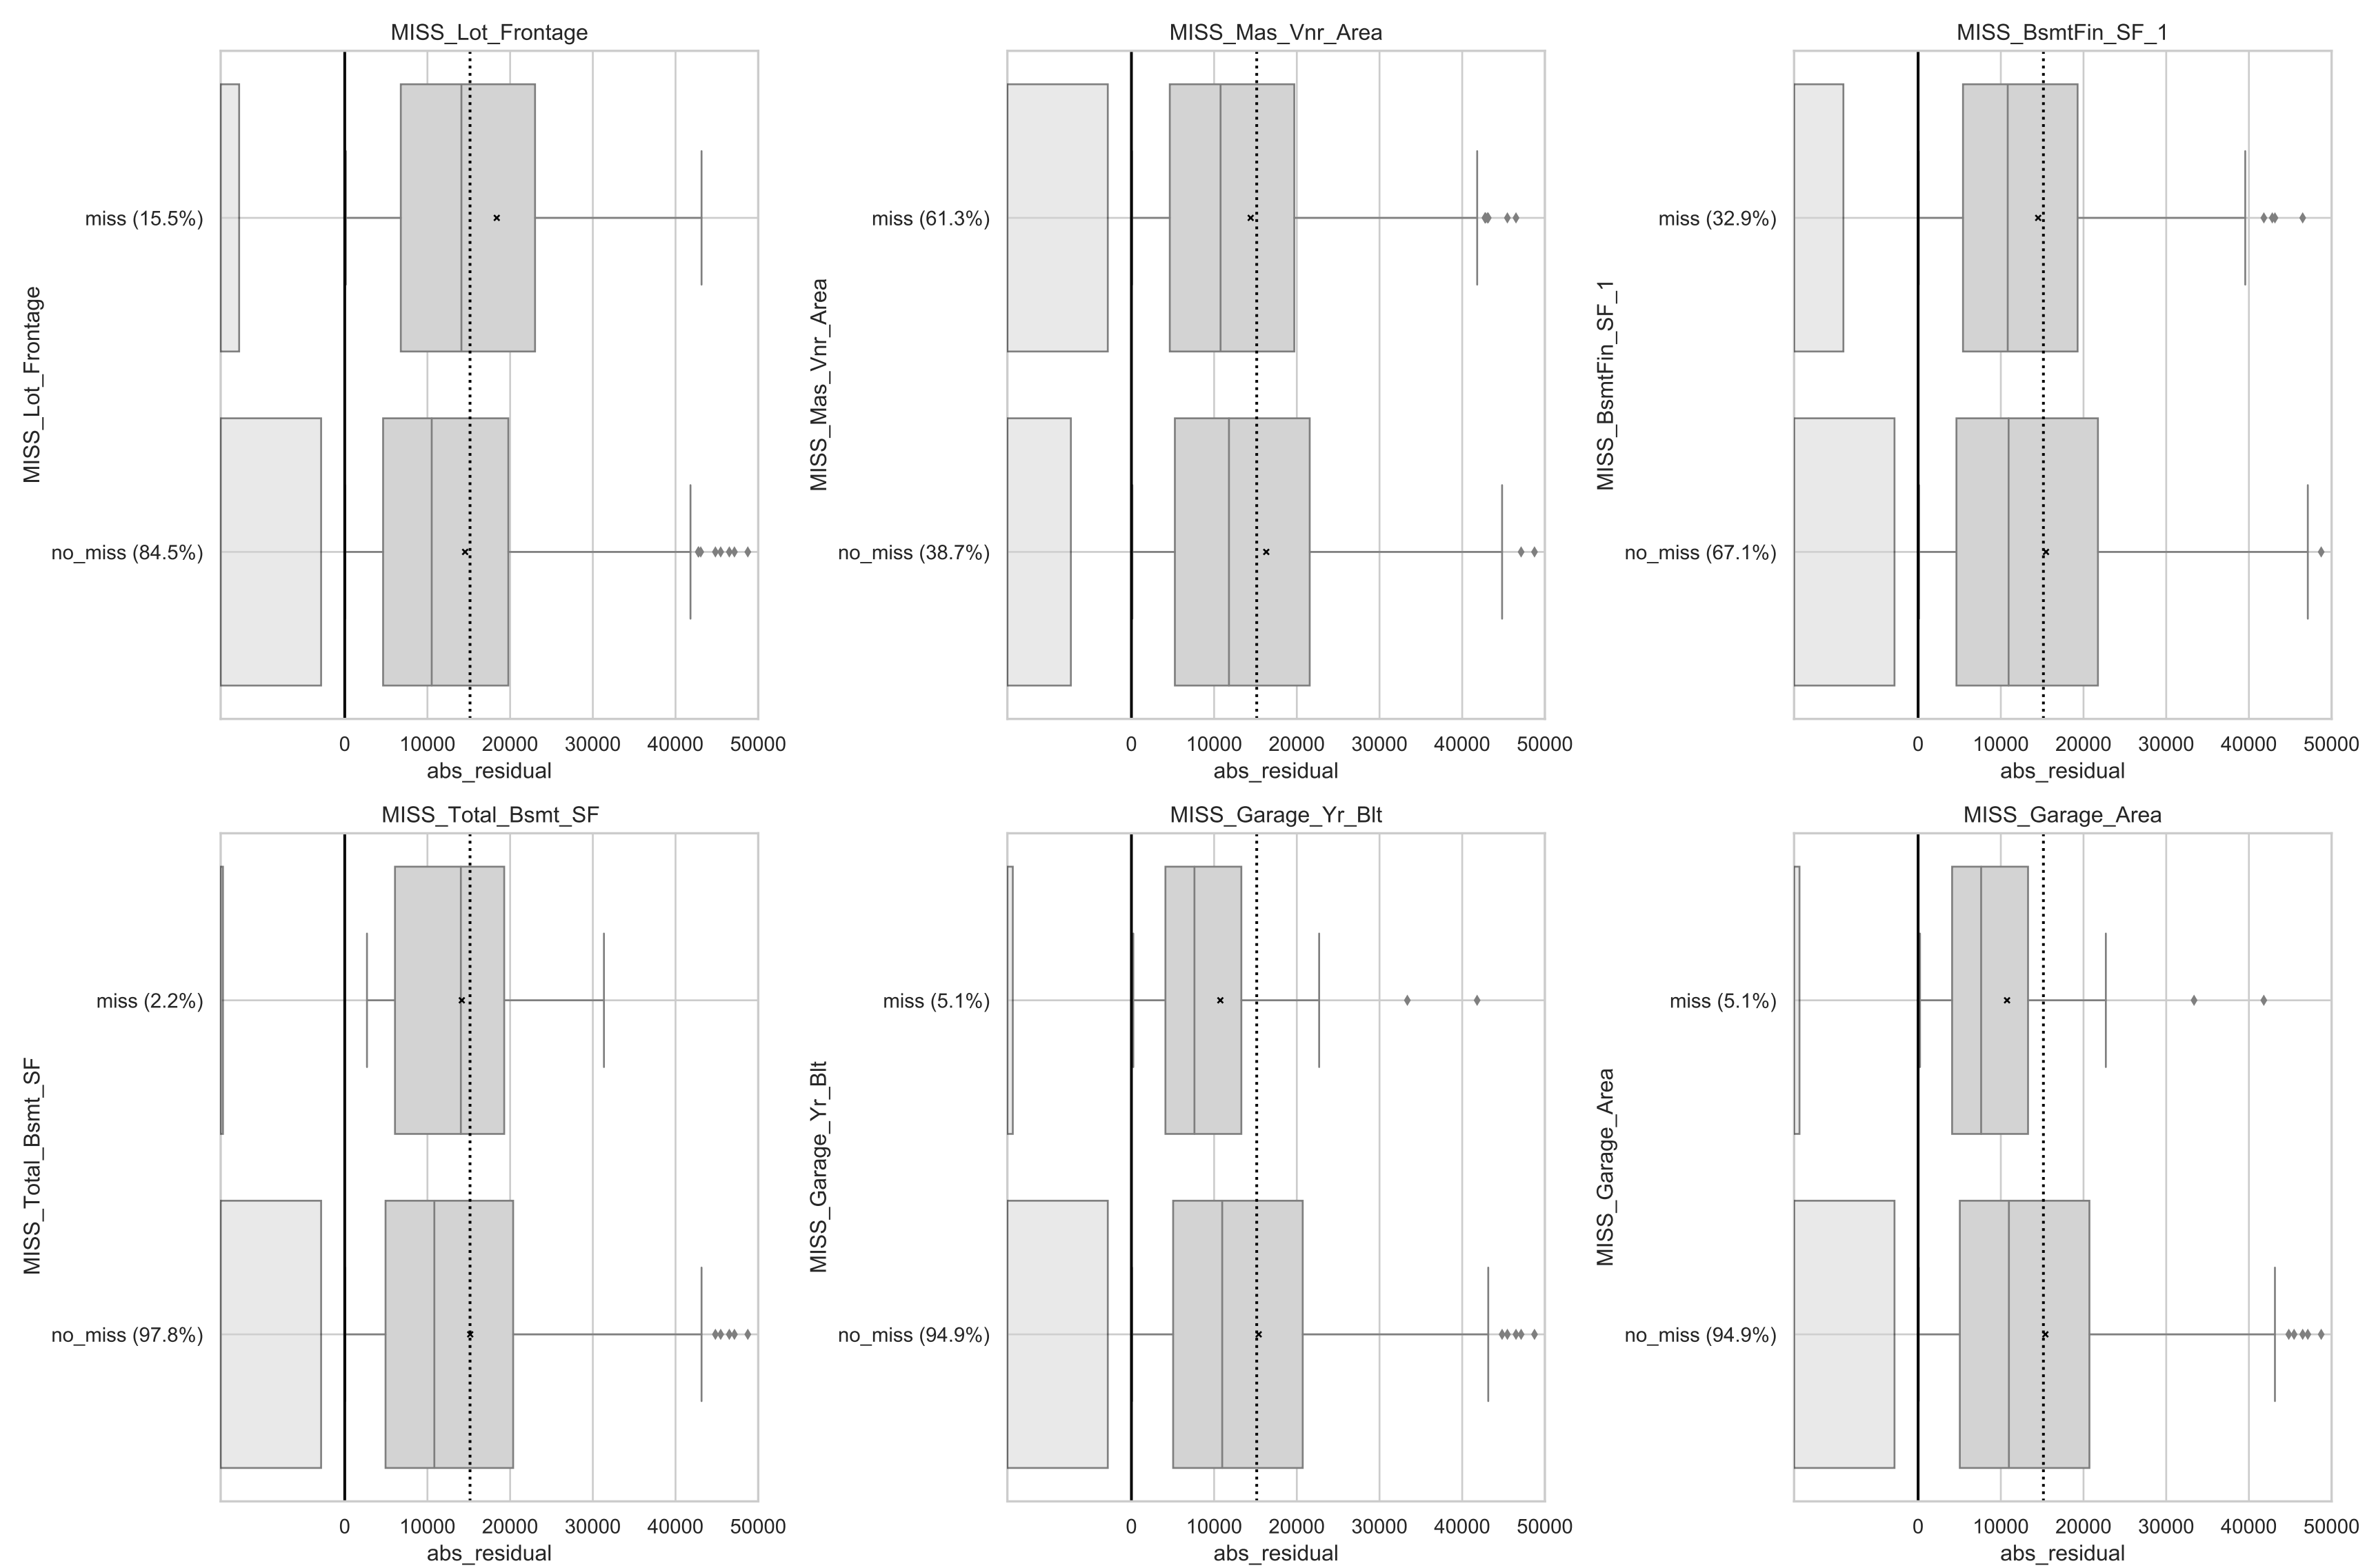 MISS_Lot_Frontage
MISS_Lot_Frontage
miss (15.5%)
no_miss (84.5%)
0 10000 20000 30000 40000 50000
abs_residual
MISS_Mas_Vnr_Area
MISS_Mas_Vnr_Area
miss (61.3%)
no_miss (38.7%)
0 10000 20000 30000 40000 50000
abs_residual
MISS_BsmtFin_SF_1
MISS_BsmtFin_SF_1
miss (32.9%)
no_miss (67.1%)
0 10000 20000 30000 40000 50000
abs_residual
MISS_Total_Bsmt_SF
MISS_Total_Bsmt_SF
miss (2.2%)
no_miss (97.8%)
0 10000 20000 30000 40000 50000
abs_residual
MISS_Garage_Yr_Blt
MISS_Garage_Yr_Blt
miss (5.1%)
no_miss (94.9%)
0 10000 20000 30000 40000 50000
abs_residual
MISS_Garage_Area
MISS_Garage_Area
miss (5.1%)
no_miss (94.9%)
0 10000 20000 30000 40000 50000
abs_residual